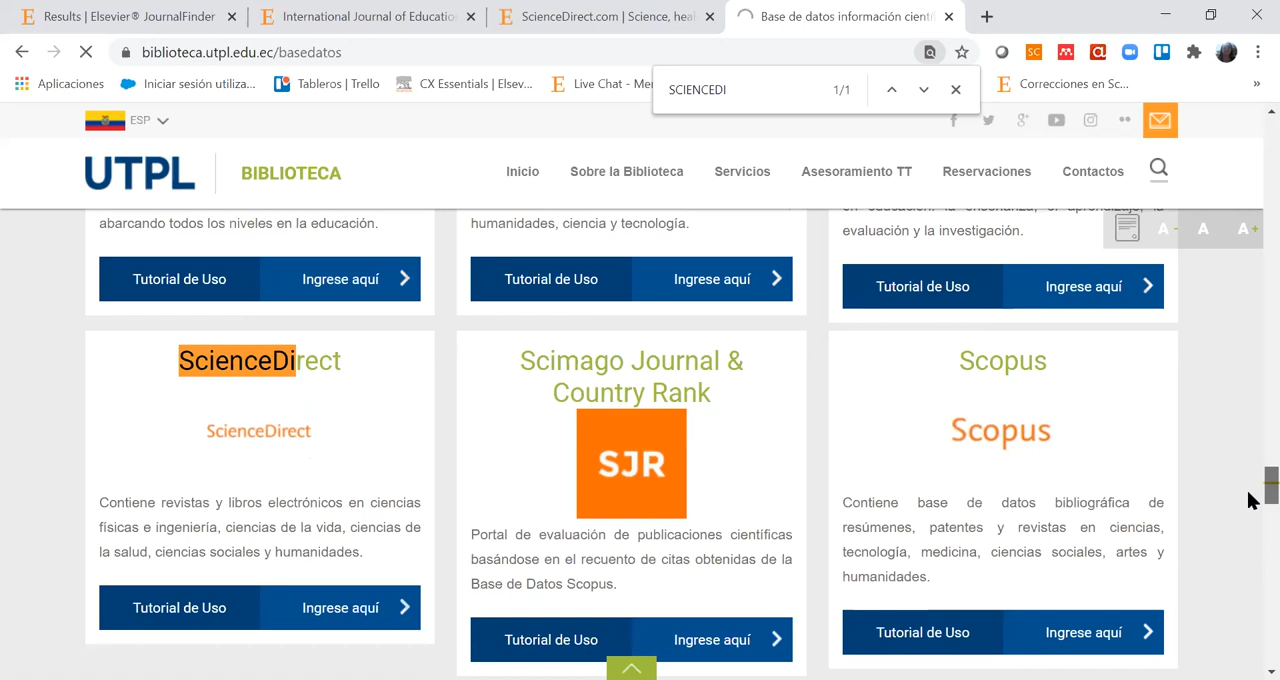 Results | Elsevier® JournalFinder
International Journal of Educatio
ScienceDirect.com | Science, heal
Base de datos información cientí
biblioteca.utpl.edu.ec/basedatos
Aplicaciones
Iniciar sesión utiliza...
Tableros | Trello
CX Essentials | Elsev...
Live Chat - Me
SCIENCEDI
1/1
Correcciones en Sc...
»
ESP
UTPL
BIBLIOTECA
Inicio
Sobre la Biblioteca
Servicios
Asesoramiento TT
Reservaciones
Contactos
A -
A
A +
abarcando todos los niveles en la educación.
humanidades, ciencia y tecnología.
en educación: la enseñanza, el aprendizaje, la
evaluación y la investigación.
Tutorial de Uso
Ingrese aquí
Tutorial de Uso
Ingrese aquí
Tutorial de Uso
Ingrese aquí
ScienceDirect
ScienceDirect
Contiene revistas y libros electrónicos en ciencias
físicas e ingeniería, ciencias de la vida, ciencias de
la salud, ciencias sociales y humanidades.
Tutorial de Uso
Ingrese aquí
Scimago Journal &
Country Rank
SJR
Portal de evaluación de publicaciones científicas
basándose en el recuento de citas obtenidas de la
Base de Datos Scopus.
Tutorial de Uso
Ingrese aquí
Scopus
Scopus
Contiene base de datos bibliográfica de
resúmenes, patentes y revistas en ciencias,
tecnología, medicina, ciencias sociales, artes y
humanidades.
Tutorial de Uso
Ingrese aquí